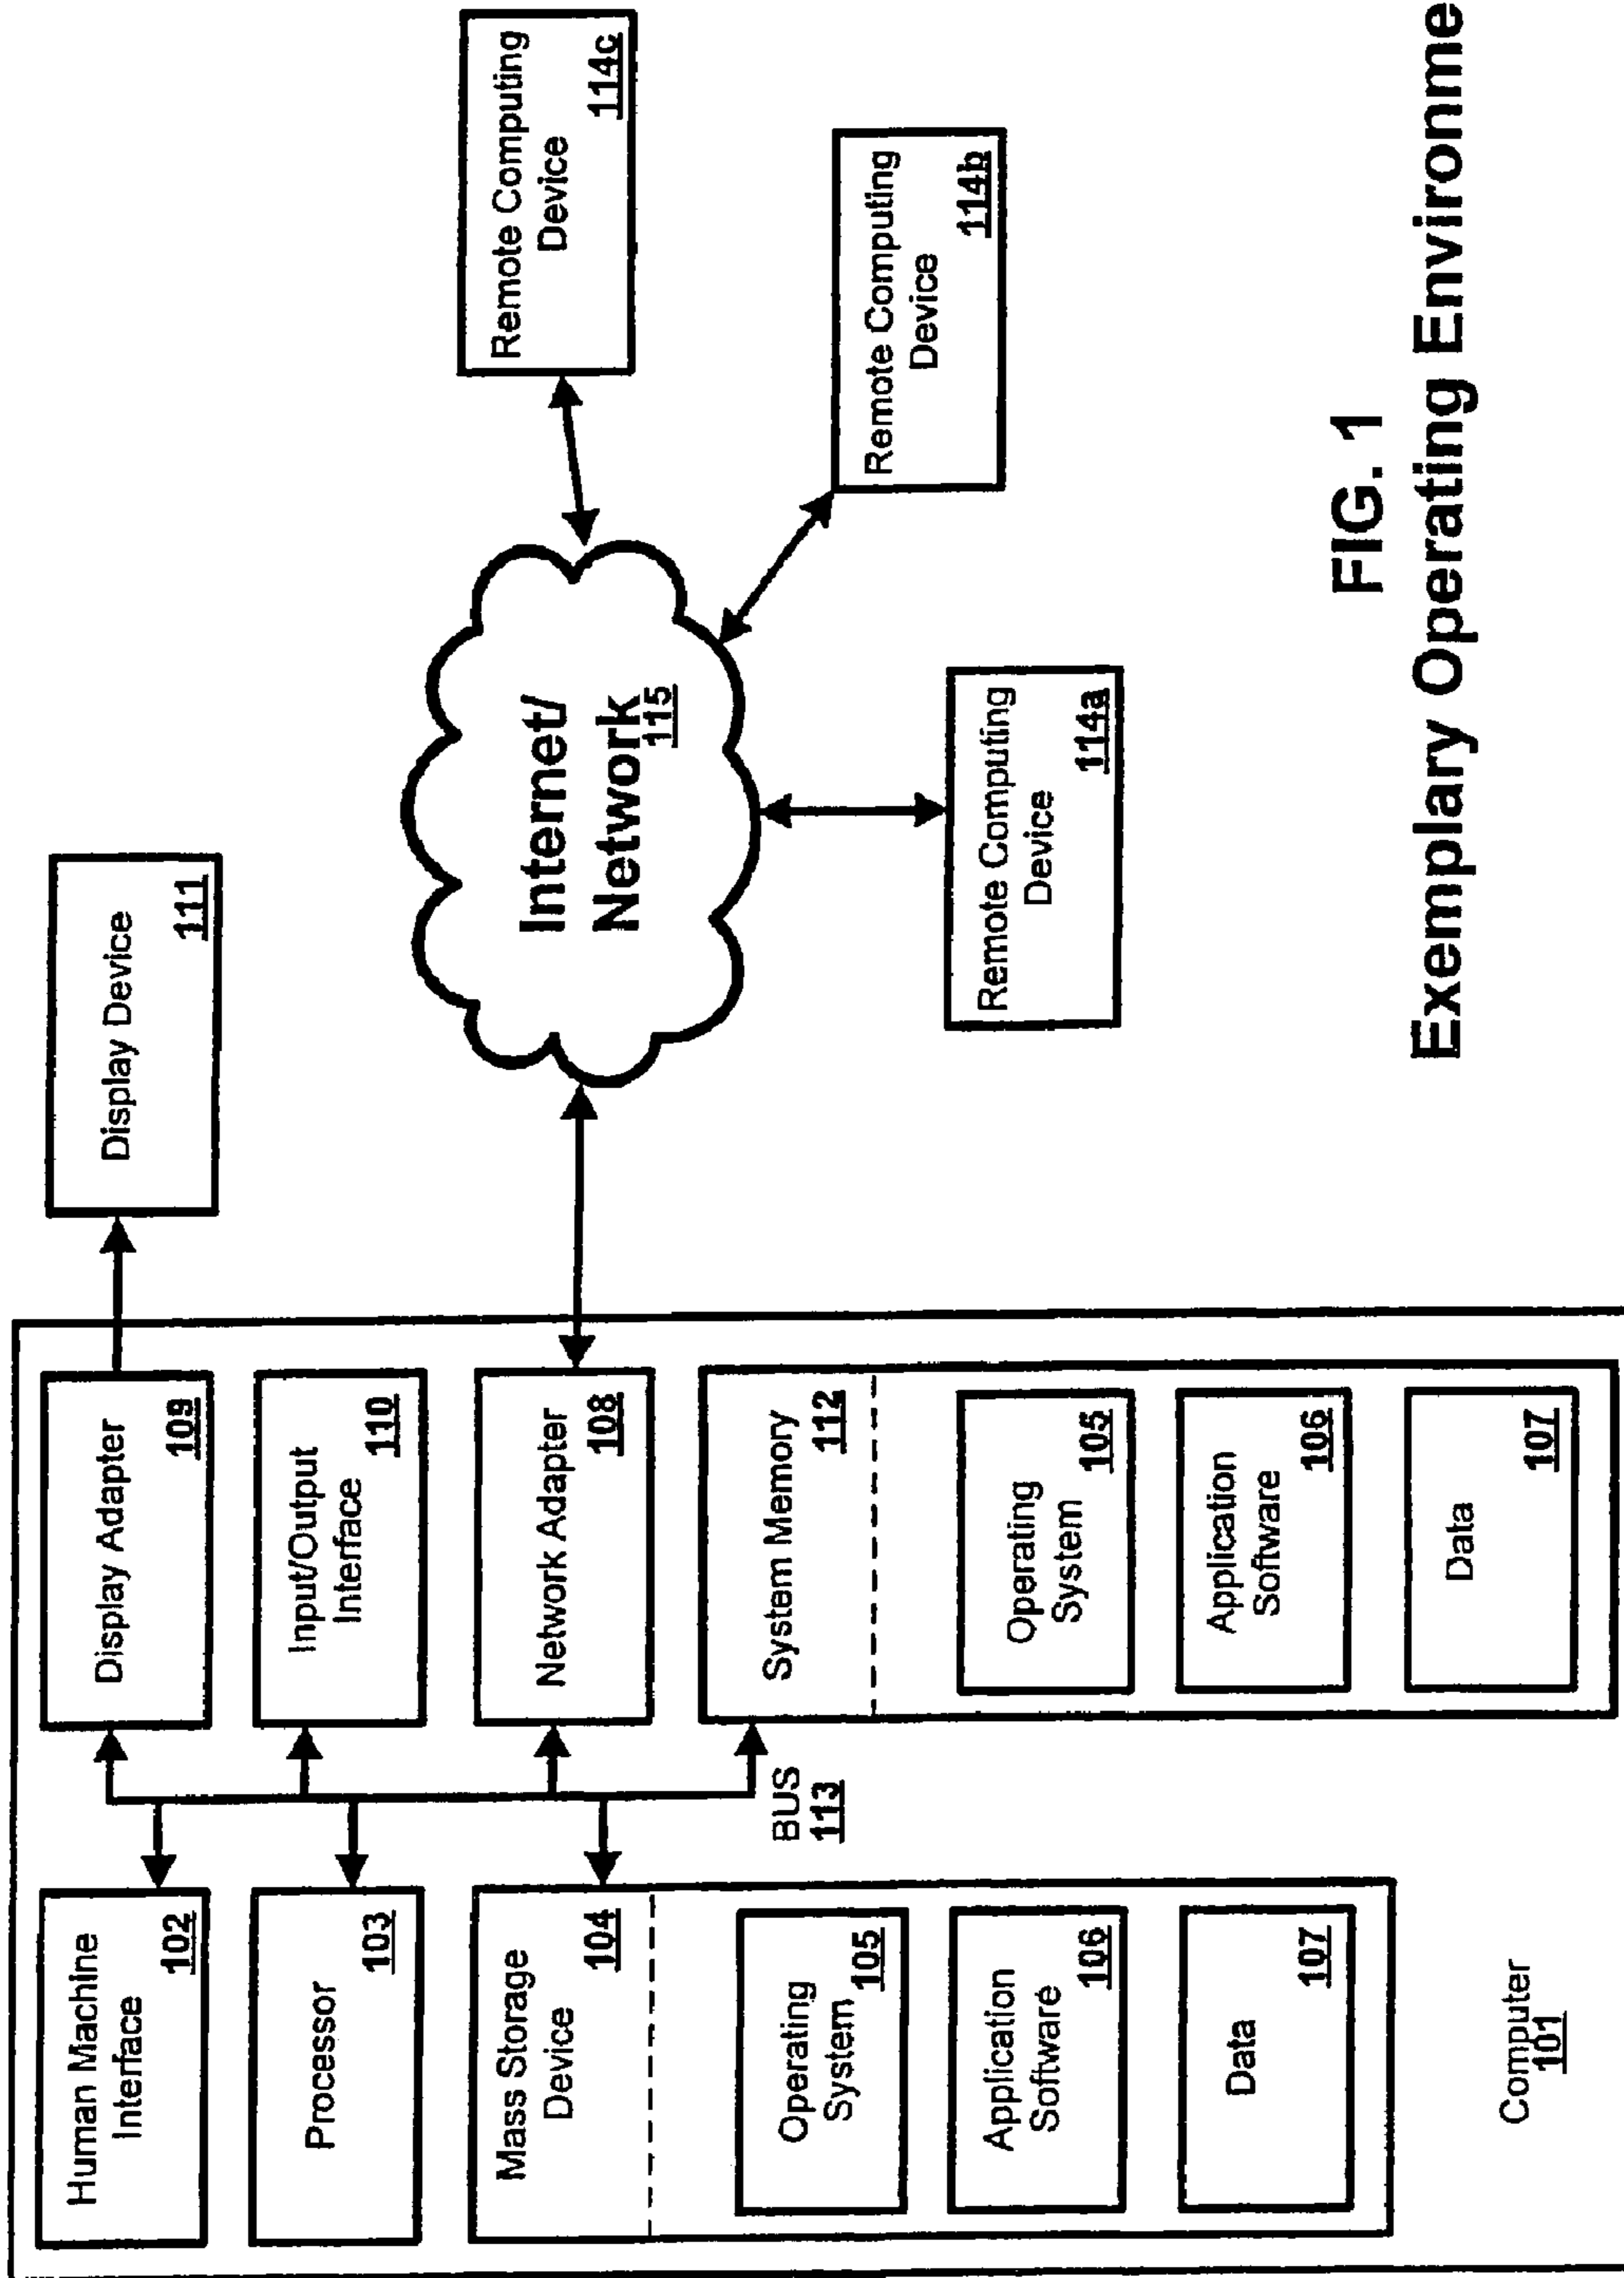 Human Machine
Interface
102
Processor
103
Mass Storage
Device
104
Operating
System
105
Application
Software
106
Data
107
Computer
101
BUS
113
Display Adapter
109
Input/Output
Interface
110
Network Adapter
108
System Memory
112
Operating
System
105
Application
Software
106
Data
107
Display Device
111
Internet/
Network
115
Remote Computing
Device
114a
Remote Computing
Device
114b
Remote Computing
Device
114c
FIG. 1
Exemplary Operating Environme